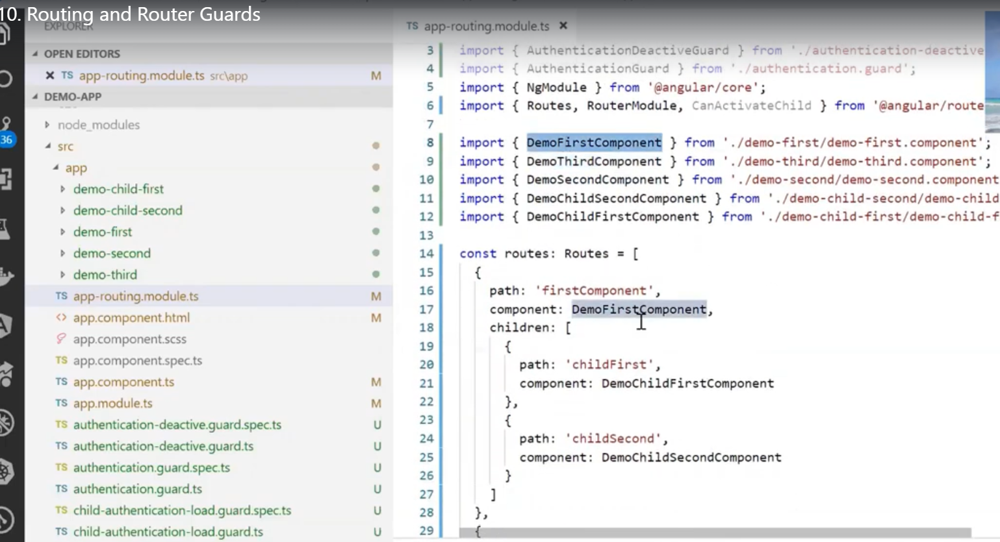 10. Routing and Router Guards
EXPLORER
OPEN EDITORS
TS app-routing.module.ts src\app M
DEMO-APP
node_modules
src
app
demo-child-first
demo-child-second
demo-first
demo-second
demo-third
TS app-routing.module.ts M
<> app.component.html M
app.component.scss
TS app.component.spec.ts
TS app.component.ts M
TS app.module.ts M
TS authentication-deactive.guard.spec.ts U
TS authentication-deactive.guard.ts U
TS authentication.guard.spec.ts U
TS authentication.guard.ts U
TS child-authentication-load.guard.spec.ts U
TS child-authentication-load.guard.ts U
36
TS app-routing.module.ts ×
3 import { AuthenticationDeactiveGuard } from './authentication-deactive
4 import { AuthenticationGuard } from './authentication.guard';
5 import { NgModule } from '@angular/core';
6 import { Routes, RouterModule, CanActivateChild } from '@angular/route
7
8 import { DemoFirstComponent } from './demo-first/demo-first.component';
9 import { DemoThirdComponent } from './demo-third/demo-third.component';
10 import { DemoSecondComponent } from './demo-second/demo-second.component
11 import { DemoChildSecondComponent } from './demo-child-second/demo-child
12 import { DemoChildFirstComponent } from './demo-child-first/demo-child-f
13
14 const routes: Routes = [
15 {
16 path: 'firstComponent',
17 component: DemoFirstComponent,
18 children: [
19 {
20 path: 'childFirst',
21 component: DemoChildFirstComponent
22 },
23 {
24 path: 'childSecond',
25 component: DemoChildSecondComponent
26 }
27 ]
28 },
29 {